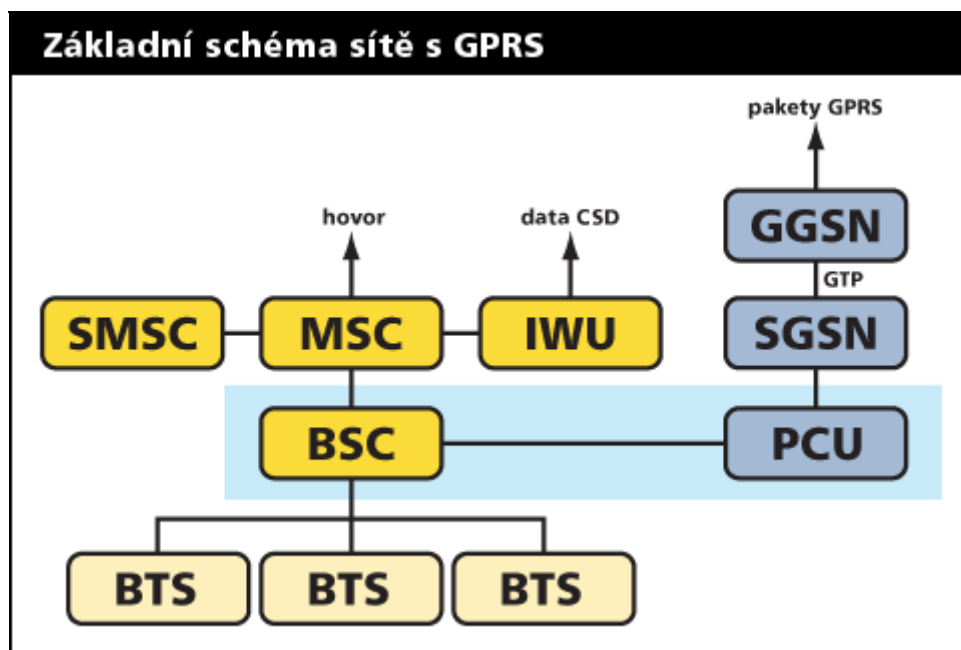 Základní schéma sítě s GPRS
pakety GPRS
GGSN
hovor
data CSD
GTP
SMSC
MSC
IWU
SGSN
BSC
PCU
BTS
BTS
BTS